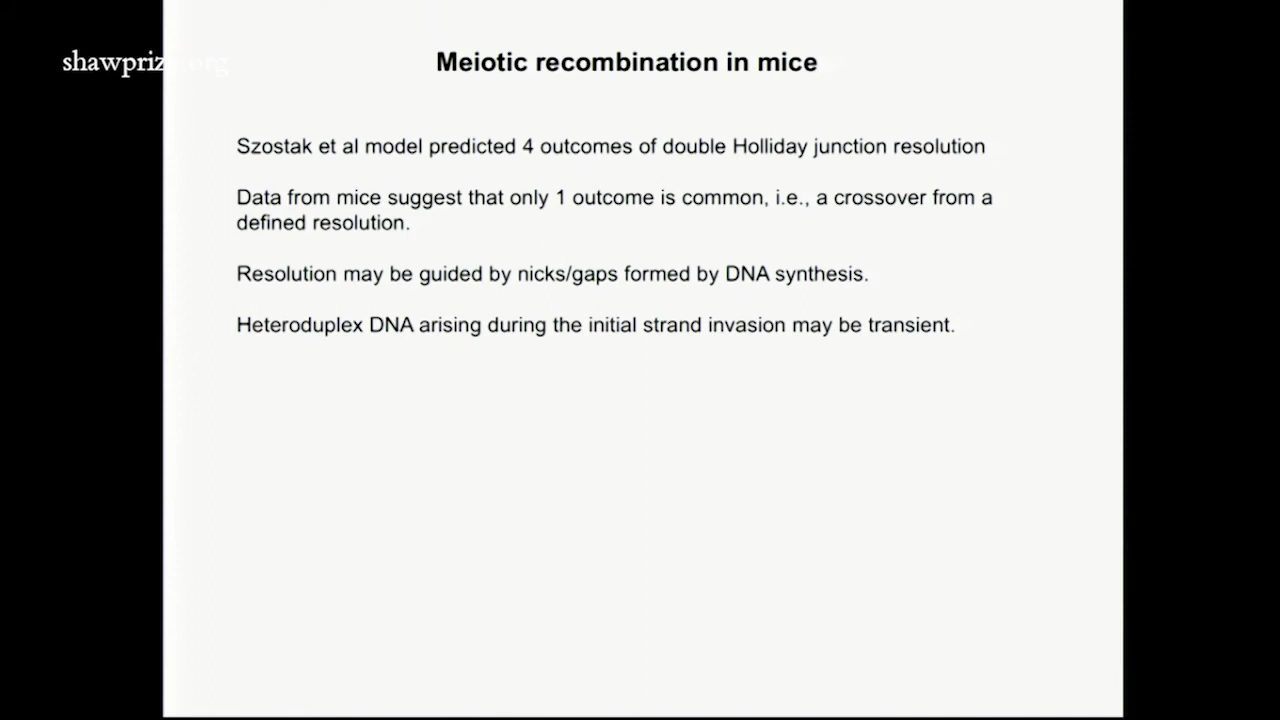 shawprize.org
Meiotic recombination in mice
Szostak et al model predicted 4 outcomes of double Holliday junction resolution
Data from mice suggest that only 1 outcome is common, i.e., a crossover from a
defined resolution.
Resolution may be guided by nicks/gaps formed by DNA synthesis.
Heteroduplex DNA arising during the initial strand invasion may be transient.